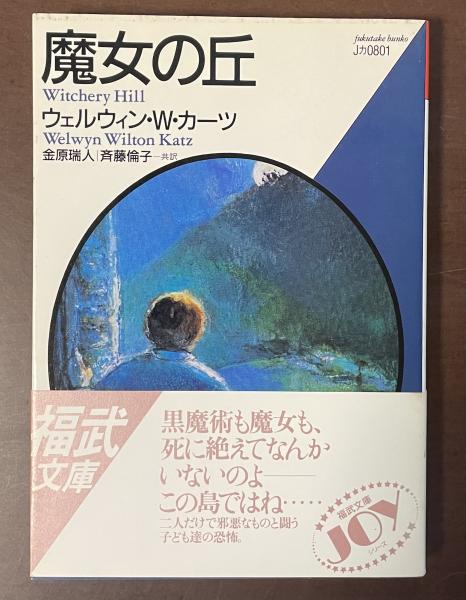 fukutake bunko
Jカ0801
魔女の丘
Witchery Hill
ウェルウィン・W・カーツ
Welwyn Wilton Katz
金原瑞人｜斉藤倫子—共訳
福武
文庫
黒魔術も魔女も、
死に絶えてなんか
いないのよ——
この島ではね……
二人だけで邪悪なものと闘う
子ども達の恐怖。
福武文庫
JOY
シリーズ